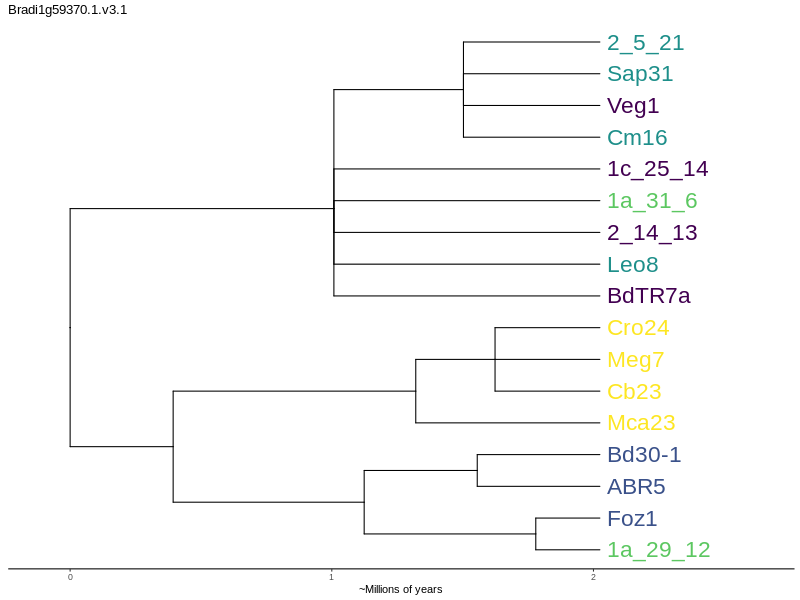 Bradi1g59370.1.v3.1
2_5_21
Sap31
Veg1
Cm16
1c_25_14
1a_31_6
2_14_13
Leo8
BdTR7a
Cro24
Meg7
Cb23
Mca23
Bd30-1
ABR5
Foz1
1a_29_12
0 1 2
~Millions of years